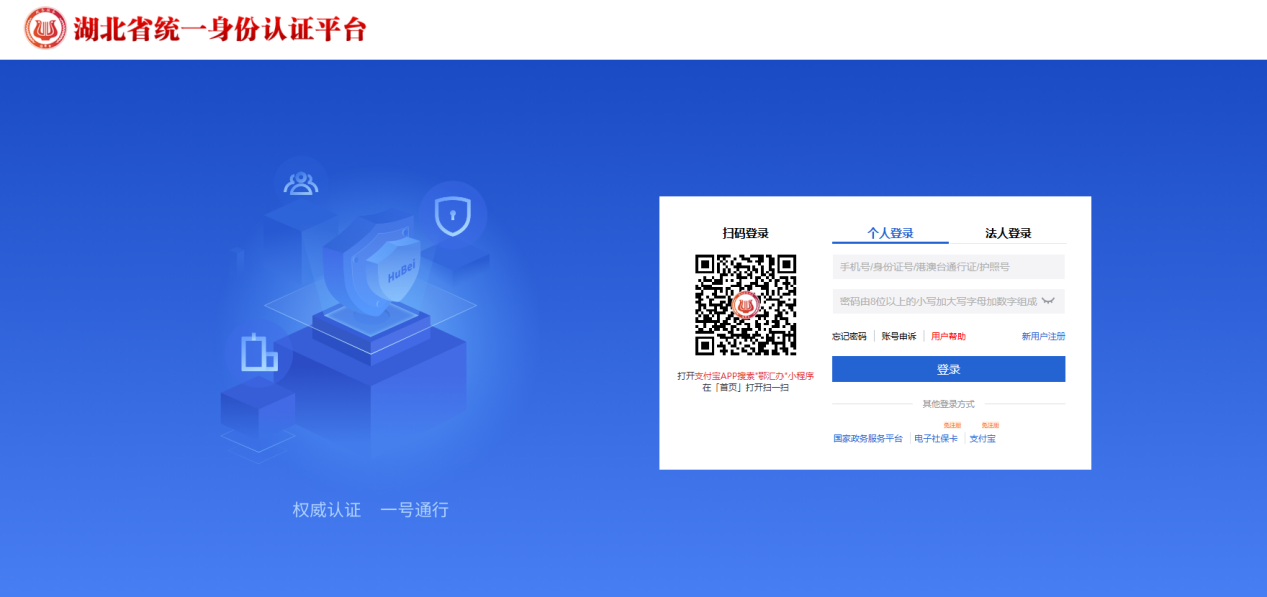 湖北省统一身份认证平台
HuBei
权威认证 一号通行
扫码登录
打开支付宝APP搜索"鄂汇办"小程序
在「首页」打开扫一扫
个人登录 法人登录
手机号/身份证号/港澳台通行证/护照号
密码由8位以上的小写加大写字母加数字组成
忘记密码 账号申诉 用户帮助 新用户注册
登录
其他登录方式
免注册 免注册
国家政务服务平台 电子社保卡 支付宝